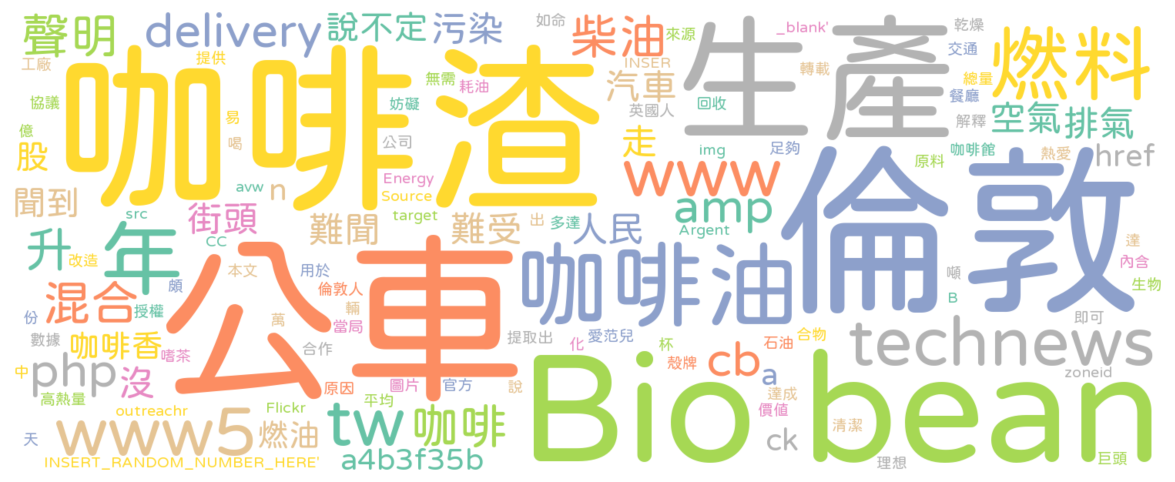 聲明 delivery 說不定 污染 如命 柴油 來源 _blank' 乾燥
工廠 提供 INSER 生產 轉載 交通 燃料
咖啡渣 無需 耗油 汽車 總量
協議 妨礙 英國人 回收 餐廳 空氣 排氣
億 易 股 喝 公司 走 img 足夠 解釋 咖啡館 熱愛 href
聞到 avw n Energy www 原料
src 街頭 Source amp 倫敦
CC 難聞 target 難受 出 多達 人民 Argent 達
升 年 改造 本文 用於 咖啡油 噸 內含
頗 倫敦人 B 生物
份 混合 授權 公車 輛 萬 當局 提取出 愛范兒 合物 即可
數據 咖啡香 嗜茶 合作 化 杯 石油 technews
中 php 沒 原因 圖片 官方 說 殼牌 cb a 達成 zoneid
高熱量 平均 Bio bean 價值
outreachr Flickr tw 咖啡 清潔
天 www5 燃油 ck
INSERT_RANDOM_NUMBER_HERE' a4b3f35b 理想 巨頭